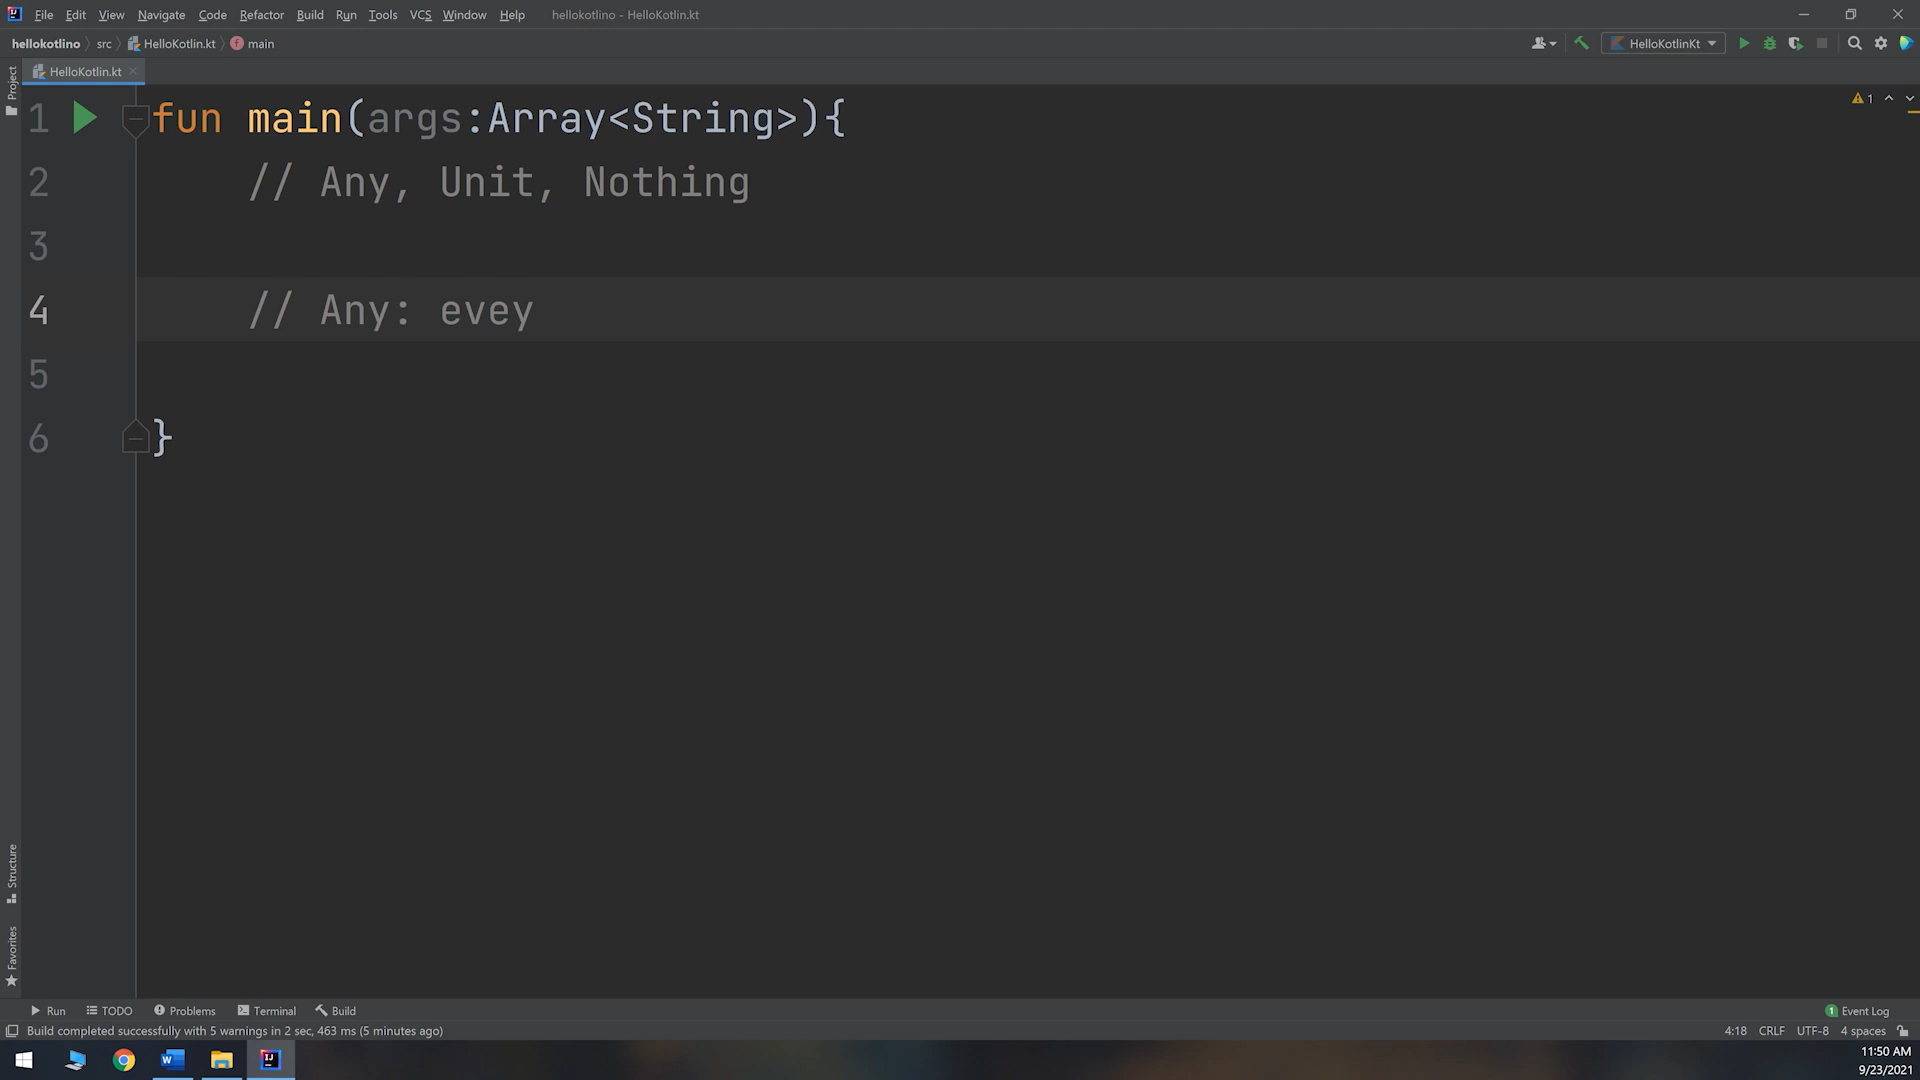 File Edit View Navigate Code Refactor Build Run Tools VCS Window Help hellokotlino - HelloKotlin.kt
hellokotlino src HelloKotlin.kt main HelloKotlinKt
Project
HelloKotlin.kt
1 fun main(args:Array<String>){ 1
2 // Any, Unit, Nothing
3
4 // Any: evey
5
6 }
Structure
Favorites
Run TODO Problems Terminal Build 1 Event Log
Build completed successfully with 5 warnings in 2 sec, 463 ms (5 minutes ago) 4:18 CRLF UTF-8 4 spaces
11:50 AM
9/23/2021